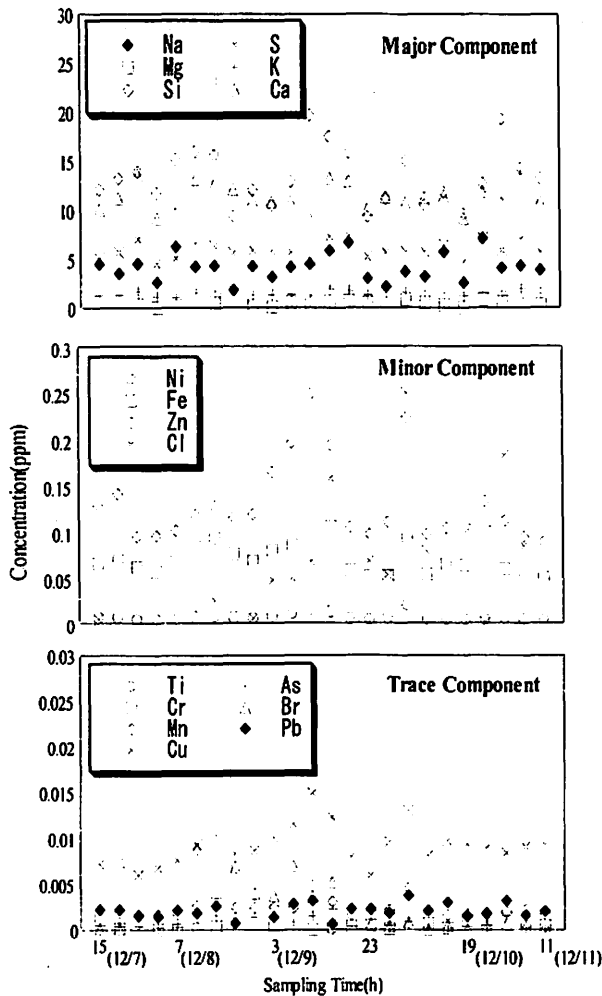 30
25
20
15
10
5
0
Na S
Mg K
Si Ca
Major Component
0.3
0.25
0.2
0.15
0.1
0.05
0
Ni
Fe
Zn
Cl
Minor Component
Concentration(ppm)
0.03
0.025
0.02
0.015
0.01
0.005
0
Ti As
Cr Br
Mn Pb
Cu
Trace Component
15 7 3 23 19 11
(12/7) (12/8) (12/9) (12/10) (12/11)
Sampling Time(h)